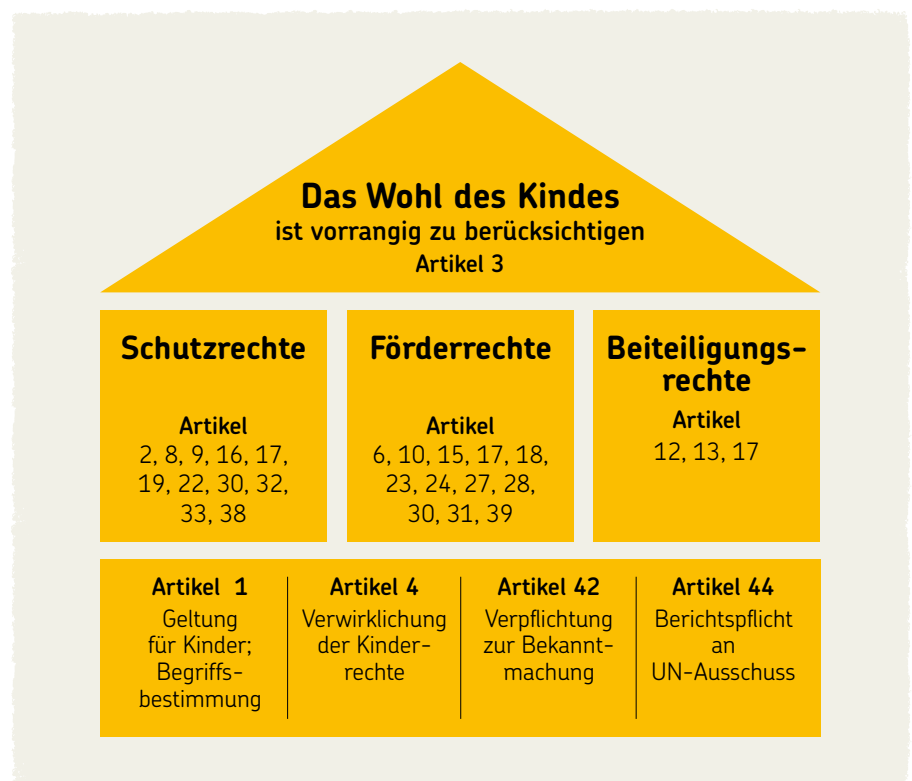 Das Wohl des Kindes
ist vorrangig zu berücksichtigen
Artikel 3
Schutzrechte
Artikel
2, 8, 9, 16, 17,
19, 22, 30, 32,
33, 38
Förderrechte
Artikel
6, 10, 15, 17, 18,
23, 24, 27, 28,
30, 31, 39
Beiteiligungs-
rechte
Artikel
12, 13, 17
Artikel 1
Geltung
für Kinder;
Begriffs-
bestimmung
Artikel 4
Verwirklichung
der Kinder-
rechte
Artikel 42
Verpflichtung
zur Bekannt-
machung
Artikel 44
Berichtspflicht
an
UN-Ausschuss